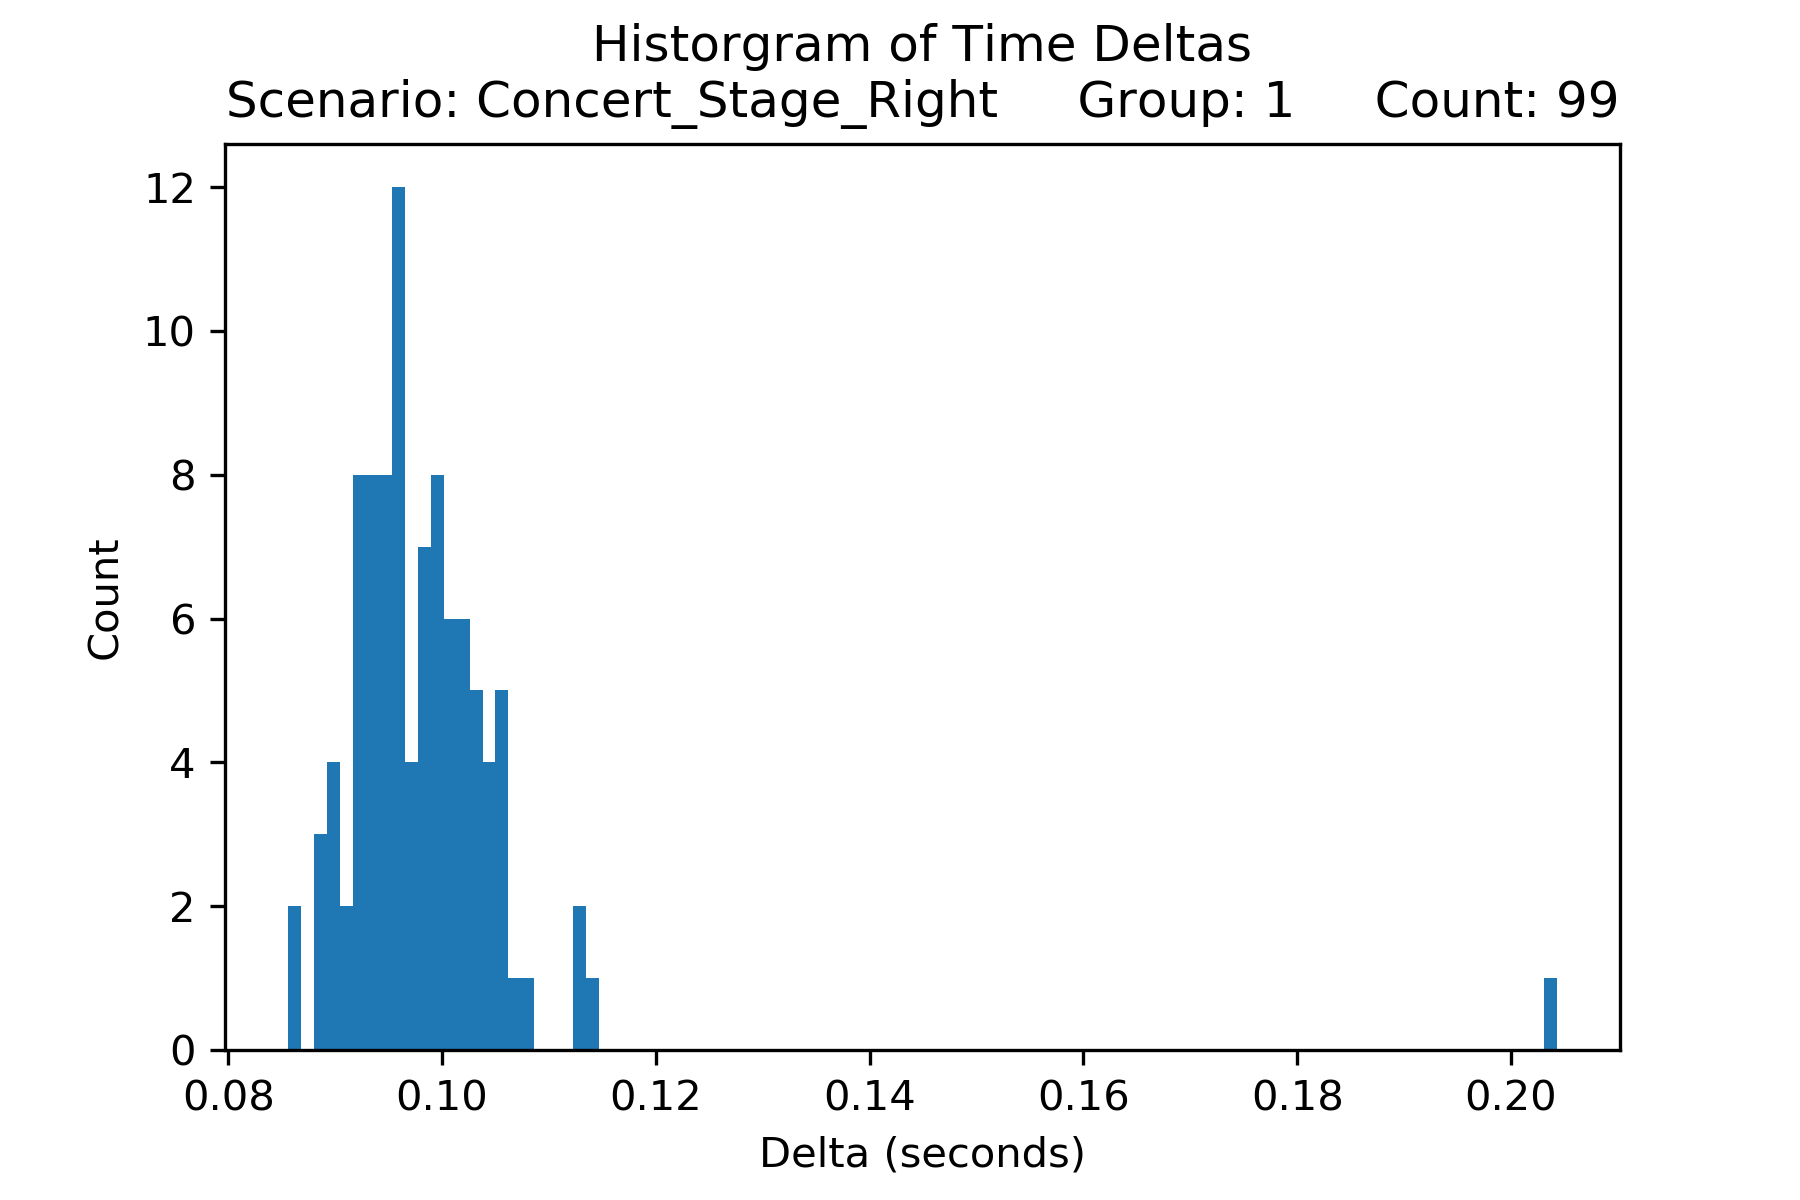 Historgram of Time Deltas
Scenario: Concert_Stage_Right     Group: 1     Count: 99
12
10
8
6
4
2
0
Count
0.08 0.10 0.12 0.14 0.16 0.18 0.20
Delta (seconds)